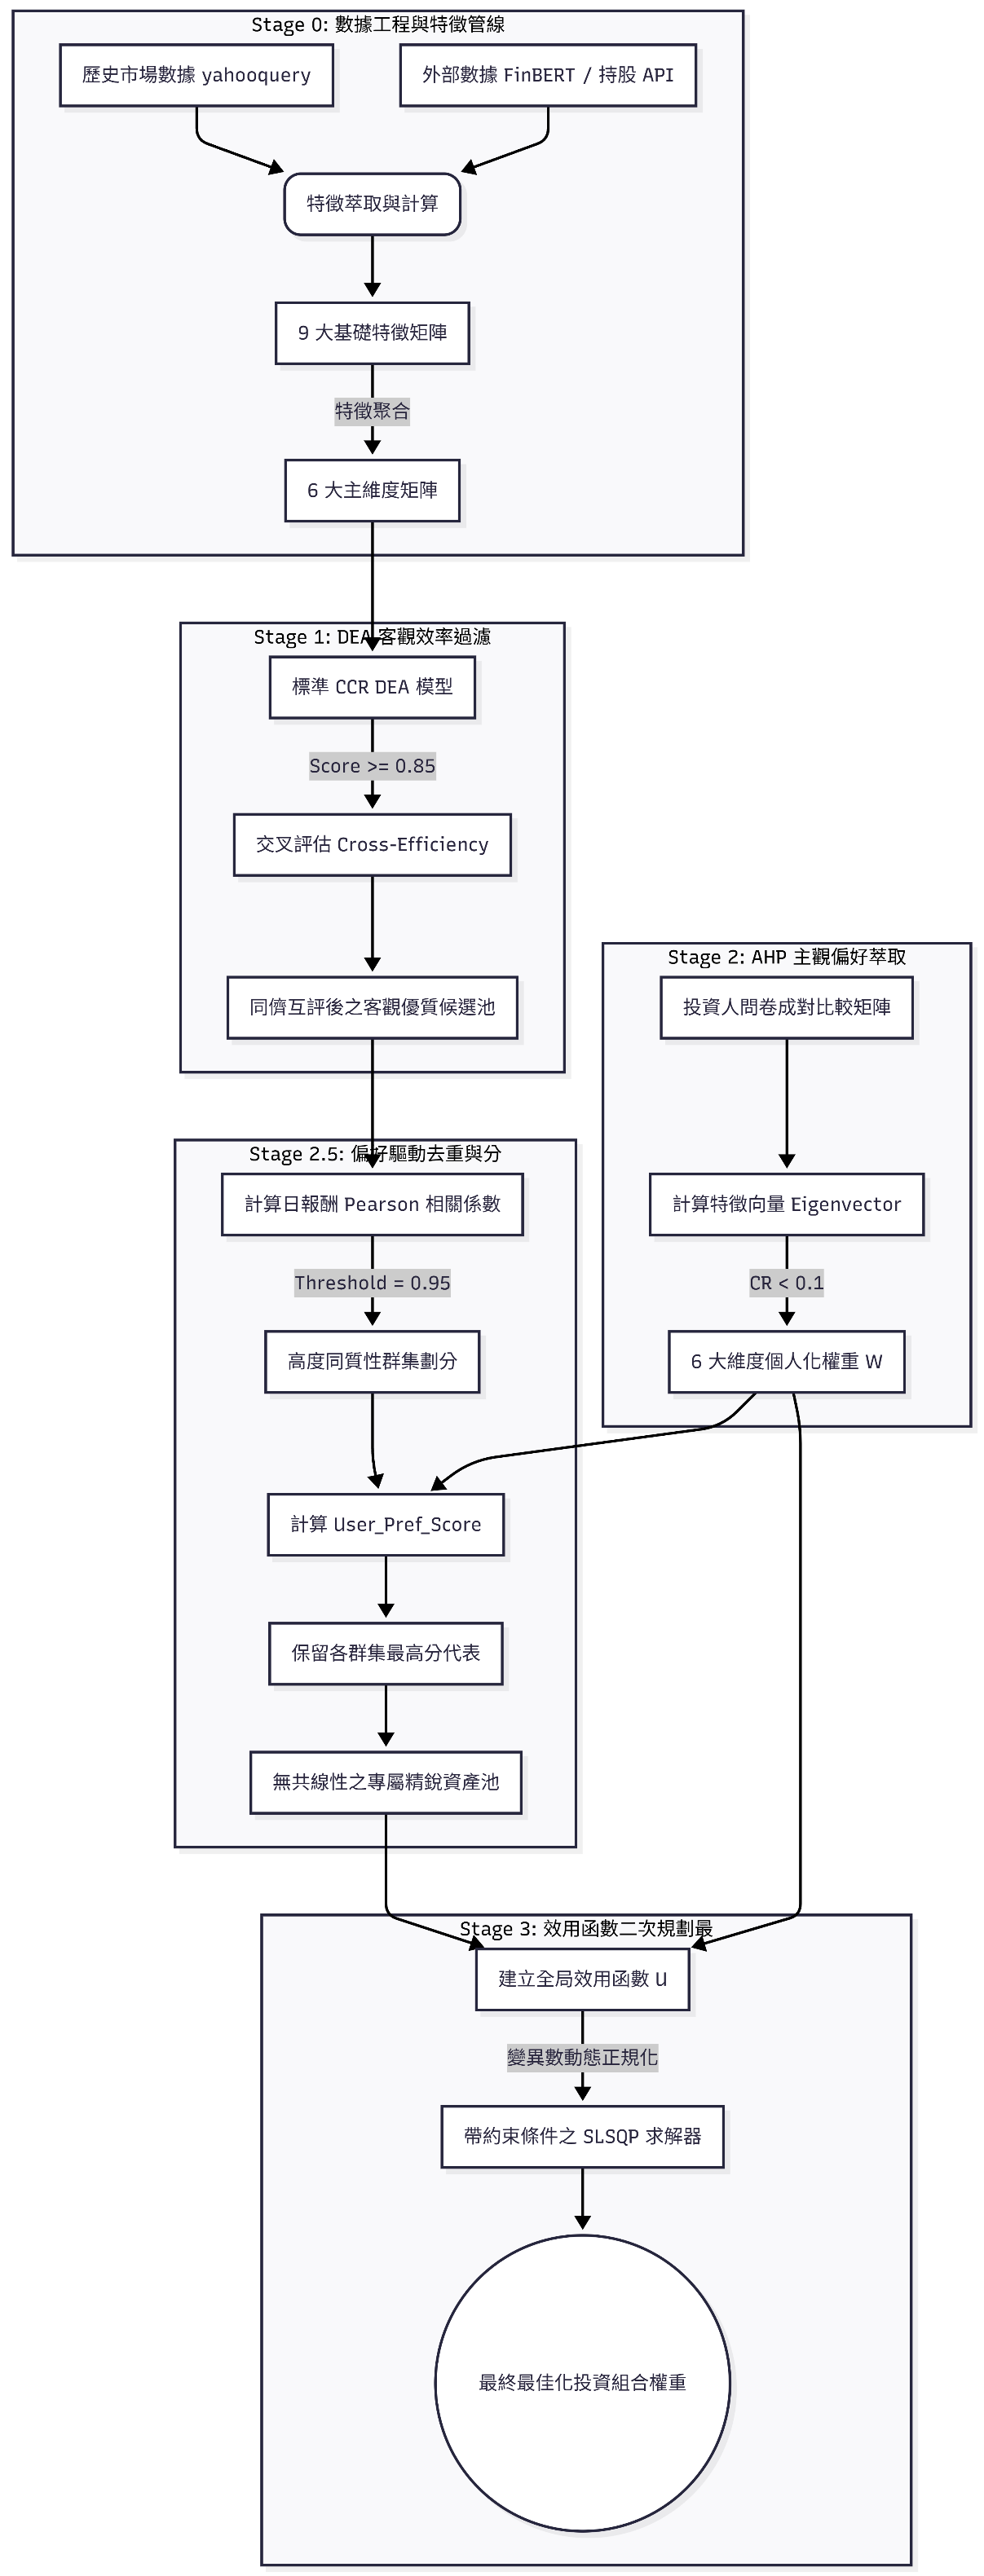 Stage 0: 數據工程與特徵管線
歷史市場數據 yahooquery
外部數據 FinBERT / 持股 API
特徵萃取與計算
9 大基礎特徵矩陣
特徵聚合
6 大主維度矩陣
Stage 1: DEA 客觀效率過濾
標準 CCR DEA 模型
Score >= 0.85
交叉評估 Cross-Efficiency
同儕互評後之客觀優質候選池
Stage 2: AHP 主觀偏好萃取
投資人問卷成對比較矩陣
計算特徵向量 Eigenvector
CR < 0.1
6 大維度個人化權重 W
Stage 2.5: 偏好驅動去重與分
計算日報酬 Pearson 相關係數
Threshold = 0.95
高度同質性群集劃分
計算 User_Pref_Score
保留各群集最高分代表
無共線性之專屬精銳資產池
Stage 3: 效用函數二次規劃最
建立全局效用函數 U
變異數動態正規化
帶約束條件之 SLSQP 求解器
最終最佳化投資組合權重